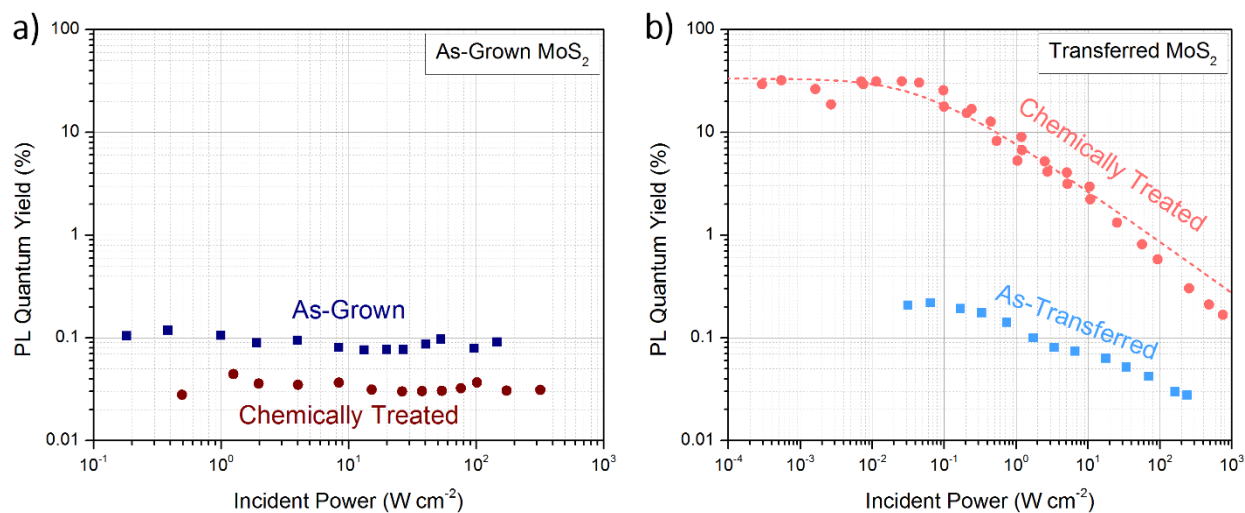 a)
As-Grown MoS₂
PL Quantum Yield (%)
100
10
1
0.1
0.01
As-Grown
Chemically Treated
10⁻¹ 10⁰ 10¹ 10² 10³
Incident Power (W cm⁻²)
b)
Transferred MoS₂
PL Quantum Yield (%)
100
10
1
0.1
0.01
Chemically Treated
As-Transferred
10⁻⁴ 10⁻³ 10⁻² 10⁻¹ 10⁰ 10¹ 10² 10³
Incident Power (W cm⁻²)